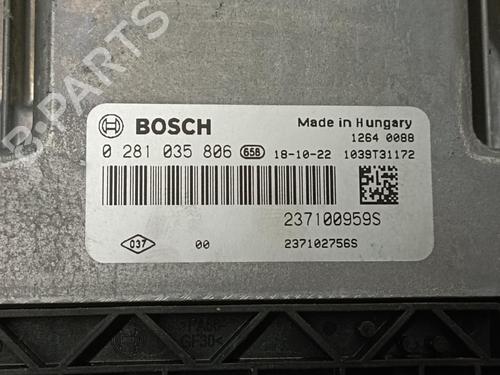 B-PARTS
BOSCH
Made in Hungary
1264 0088
0 281 035 806 658 18-10-22 1039T31172
237100959S
037 00 237102756S
GF30<